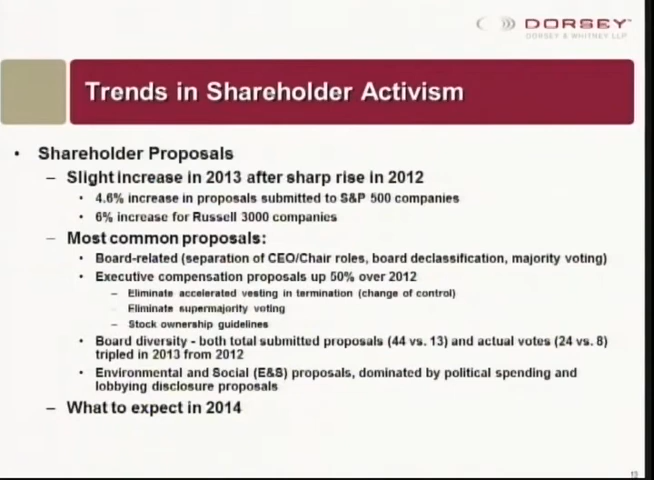 DORSEY™
DORSEY & WHITNEY LLP
Trends in Shareholder Activism
• Shareholder Proposals
– Slight increase in 2013 after sharp rise in 2012
• 4.6% increase in proposals submitted to S&P 500 companies
• 6% increase for Russell 3000 companies
– Most common proposals:
• Board-related (separation of CEO/Chair roles, board declassification, majority voting)
• Executive compensation proposals up 50% over 2012
– Eliminate accelerated vesting in termination (change of control)
– Eliminate supermajority voting
– Stock ownership guidelines
• Board diversity - both total submitted proposals (44 vs. 13) and actual votes (24 vs. 8)
tripled in 2013 from 2012
• Environmental and Social (E&S) proposals, dominated by political spending and
lobbying disclosure proposals
– What to expect in 2014